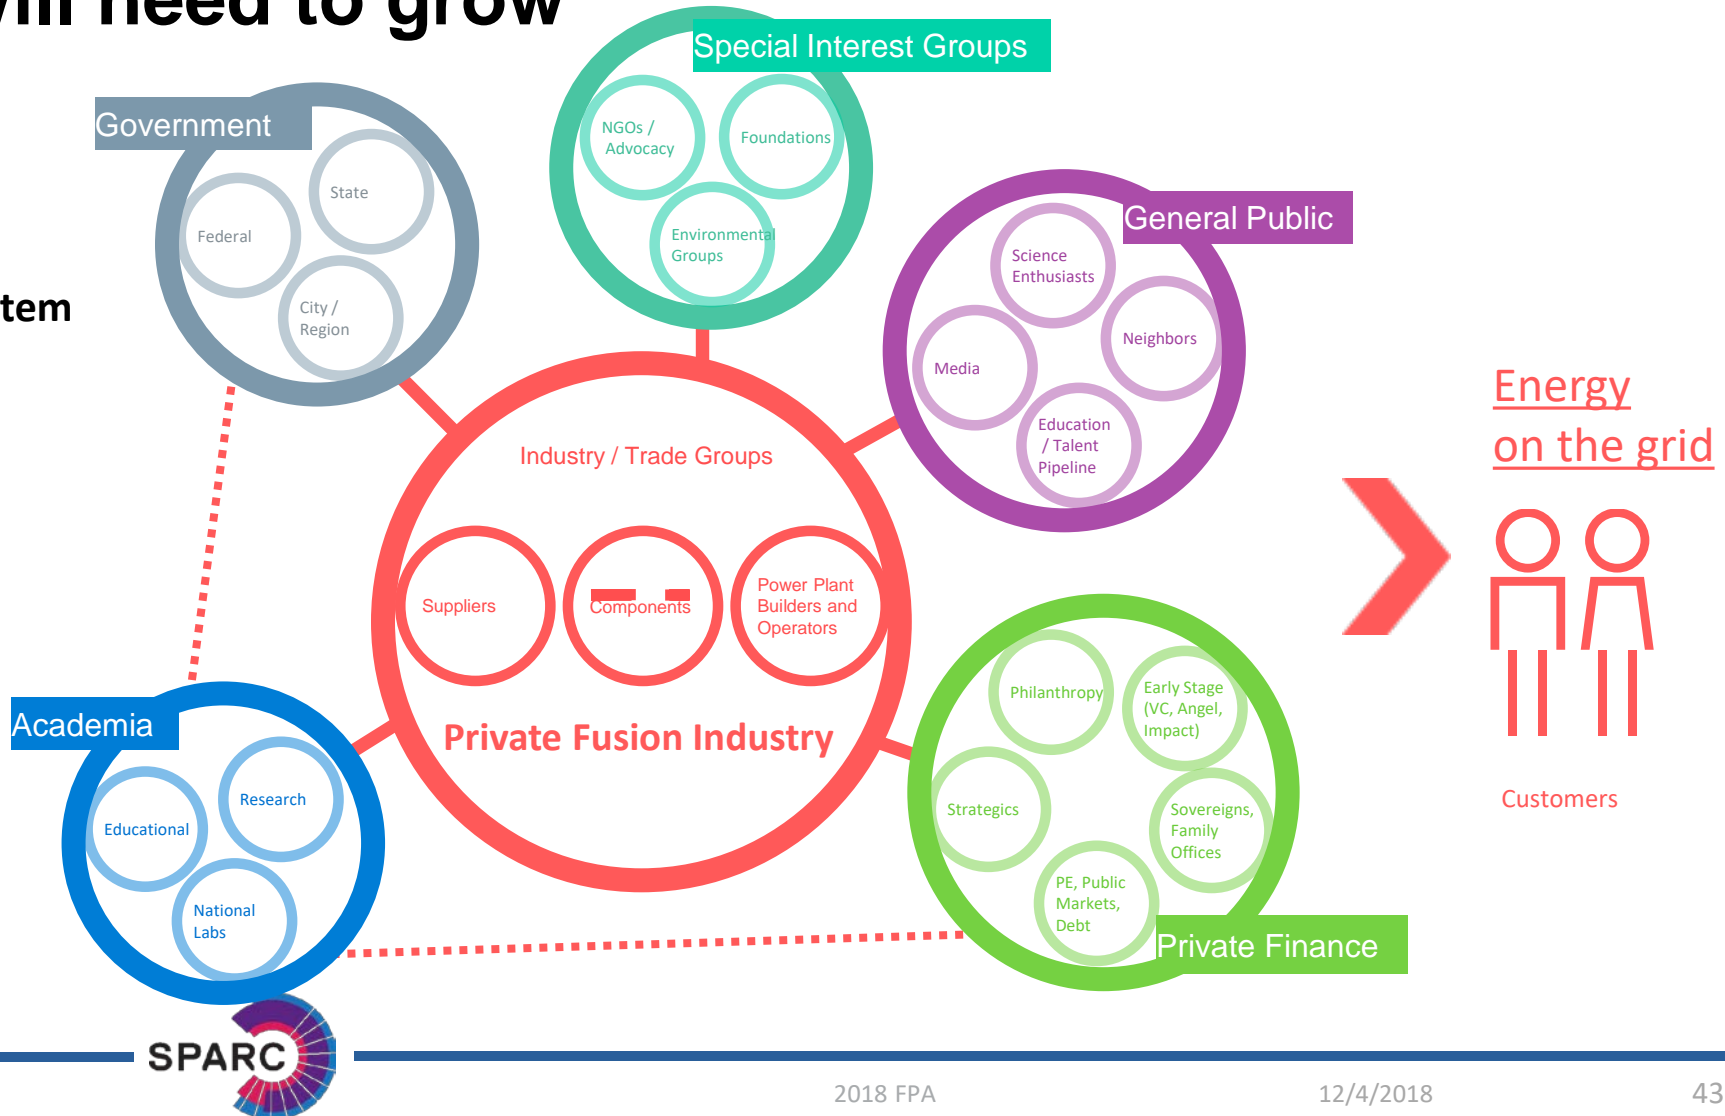 will need to grow
Special Interest Groups
Government
NGOs /
Advocacy
Foundations
State
Federal
Environmental
Groups
General Public
Science
Enthusiasts
City /
Region
tem
Neighbors
Media
Energy
on the grid
Education
/ Talent
Pipeline
Industry / Trade Groups
Suppliers
Components
Power Plant
Builders and
Operators
Philanthropy
Early Stage
(VC, Angel,
Impact)
Academia
Private Fusion Industry
Customers
Research
Educational
Strategics
Sovereigns,
Family
Offices
PE, Public
Markets,
Debt
National
Labs
Private Finance
SPARC
2018 FPA
12/4/2018
43